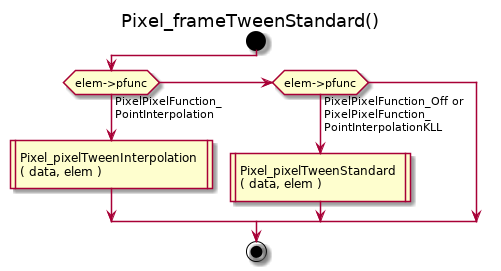 Pixel_frameTweenStandard()
elem->pfunc
PixelPixelFunction_
PointInterpolation
Pixel_pixelTweenInterpolation
( data, elem )
elem->pfunc
PixelPixelFunction_Off or
PixelPixelFunction_
PointInterpolationKLL
Pixel_pixelTweenStandard
( data, elem )